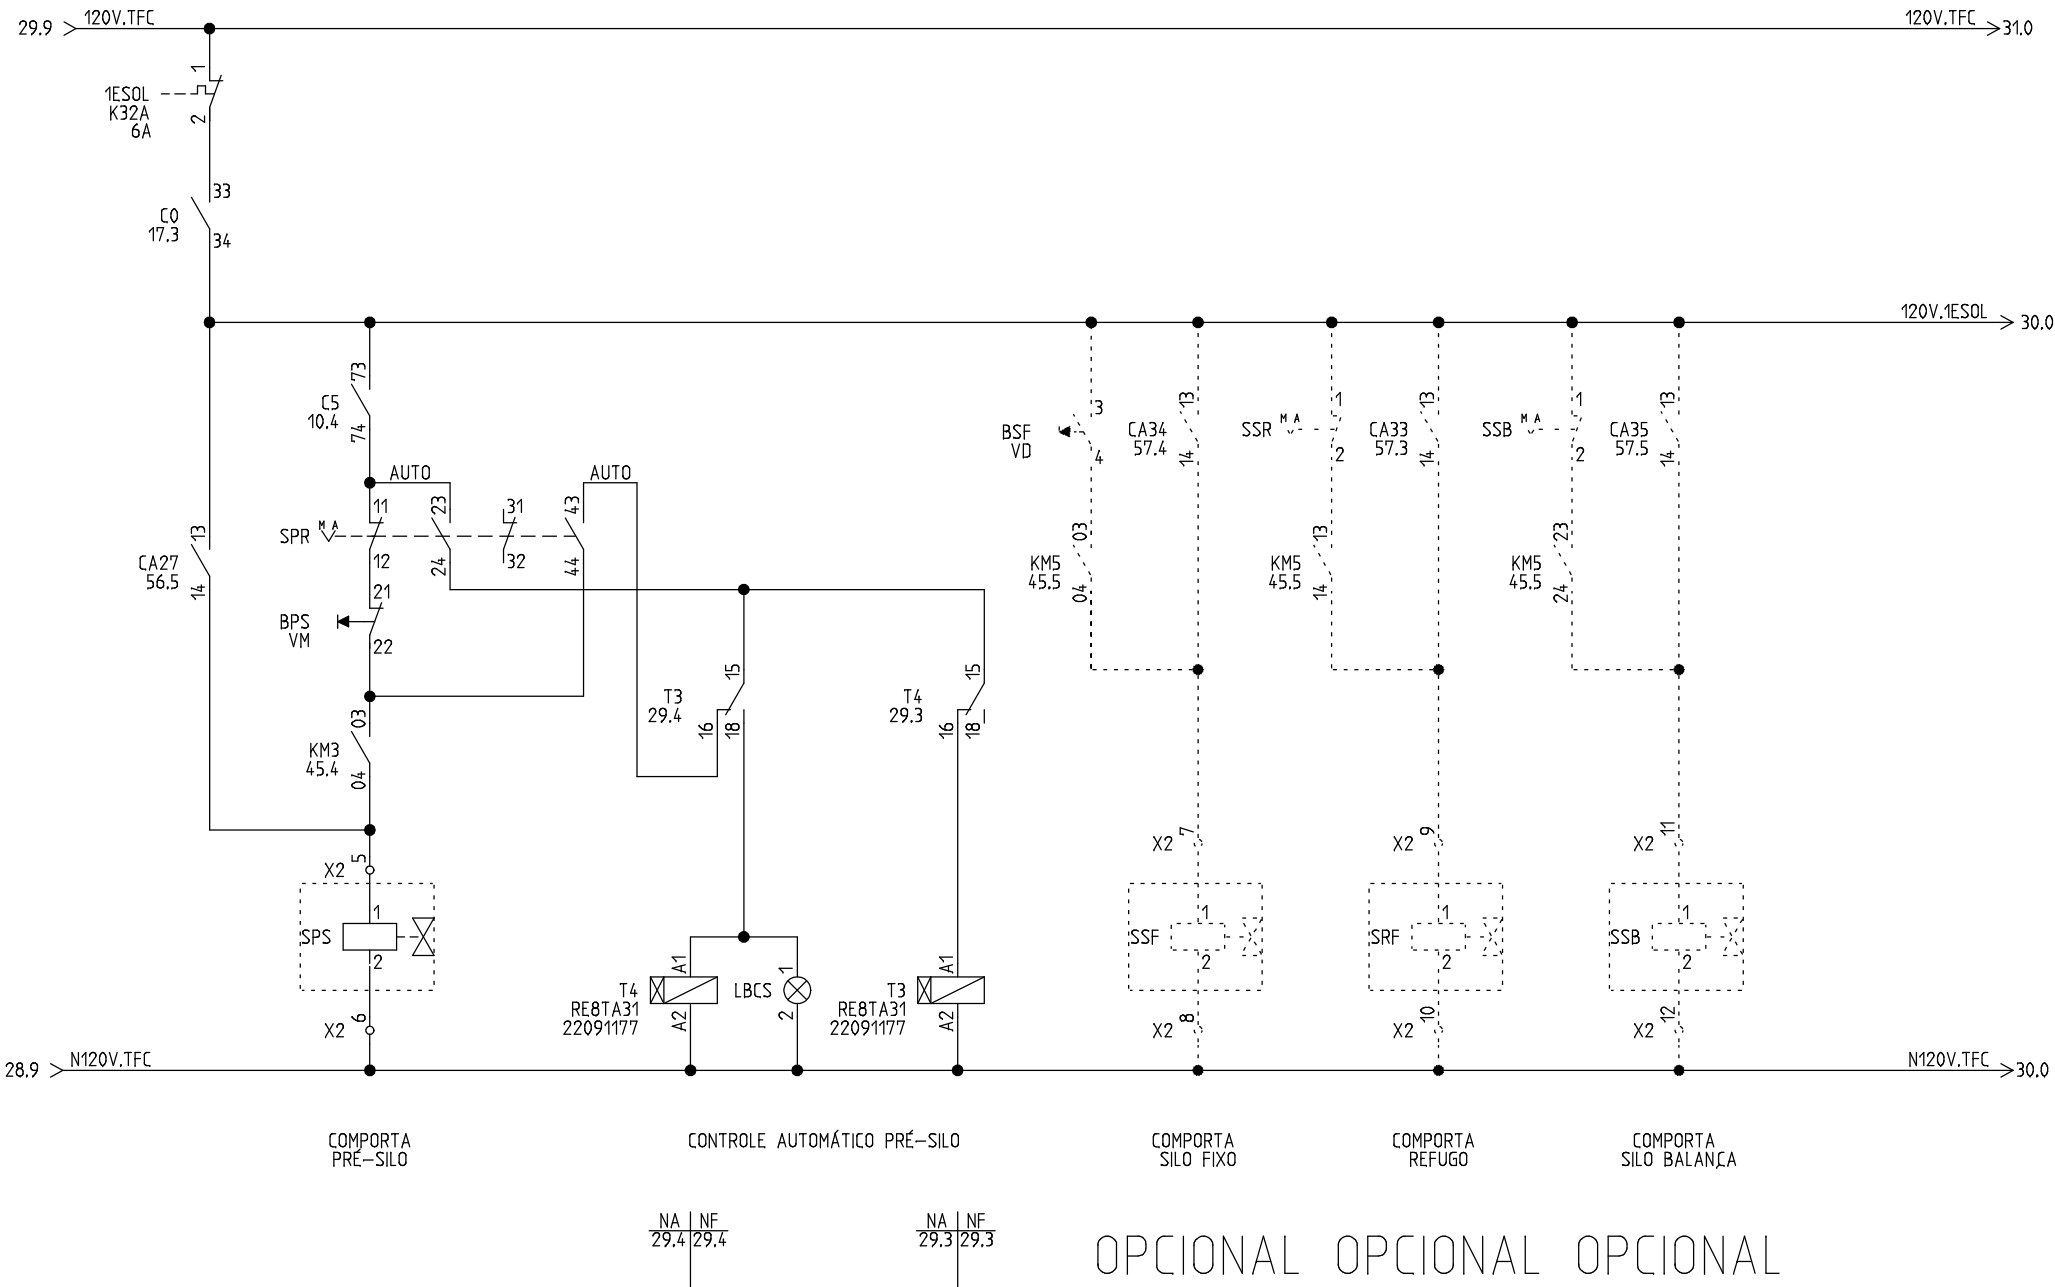 120V.TFC
120V.TFC
29.9
31.0
1
1ESOL
K32A
6A
2
33
C0
17.3
34
120V.1ESOL
30.0
73
C5
10.4
74
AUTO
AUTO
11
23
31
43
SPR
M A
12
24
32
44
13
CA27
56.5
14
21
BPS
VM
22
03
KM3
45.4
04
15
T3
29.4
16
18
15
T4
29.3
16
18
3
BSF
VD
4
13
CA34
57.4
14
1
SSR
M A
2
13
CA33
57.3
14
1
SSB
M A
2
13
CA35
57.5
14
03
KM5
45.5
04
13
KM5
45.5
14
23
KM5
45.5
24
X2
5
X2
7
X2
9
X2
11
1
SPS
2
A1
T4
RE8TA31
22091177
A2
1
LBCS
2
A1
T3
RE8TA31
22091177
A2
1
SSF
2
1
SRF
2
1
SSB
2
X2
6
X2
8
X2
10
X2
12
N120V.TFC
N120V.TFC
28.9
30.0
COMPORTA
PRÉ-SILO
CONTROLE AUTOMÁTICO PRÉ-SILO
COMPORTA
SILO FIXO
COMPORTA
REFUGO
COMPORTA
SILO BALANÇA
NA NF
29.4 29.4
NA NF
29.3 29.3
OPCIONAL OPCIONAL OPCIONAL